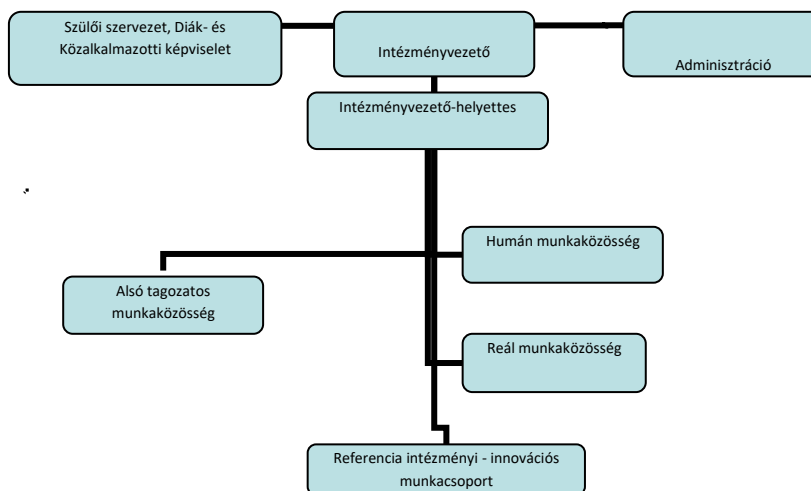 Szülői szervezet, Diák- és
Közalkalmazotti képviselet
Intézményvezető
Adminisztráció
Intézményvezető-helyettes
Humán munkaközösség
Alsó tagozatos
munkaközösség
Reál munkaközösség
Referencia intézményi - innovációs
munkacsoport